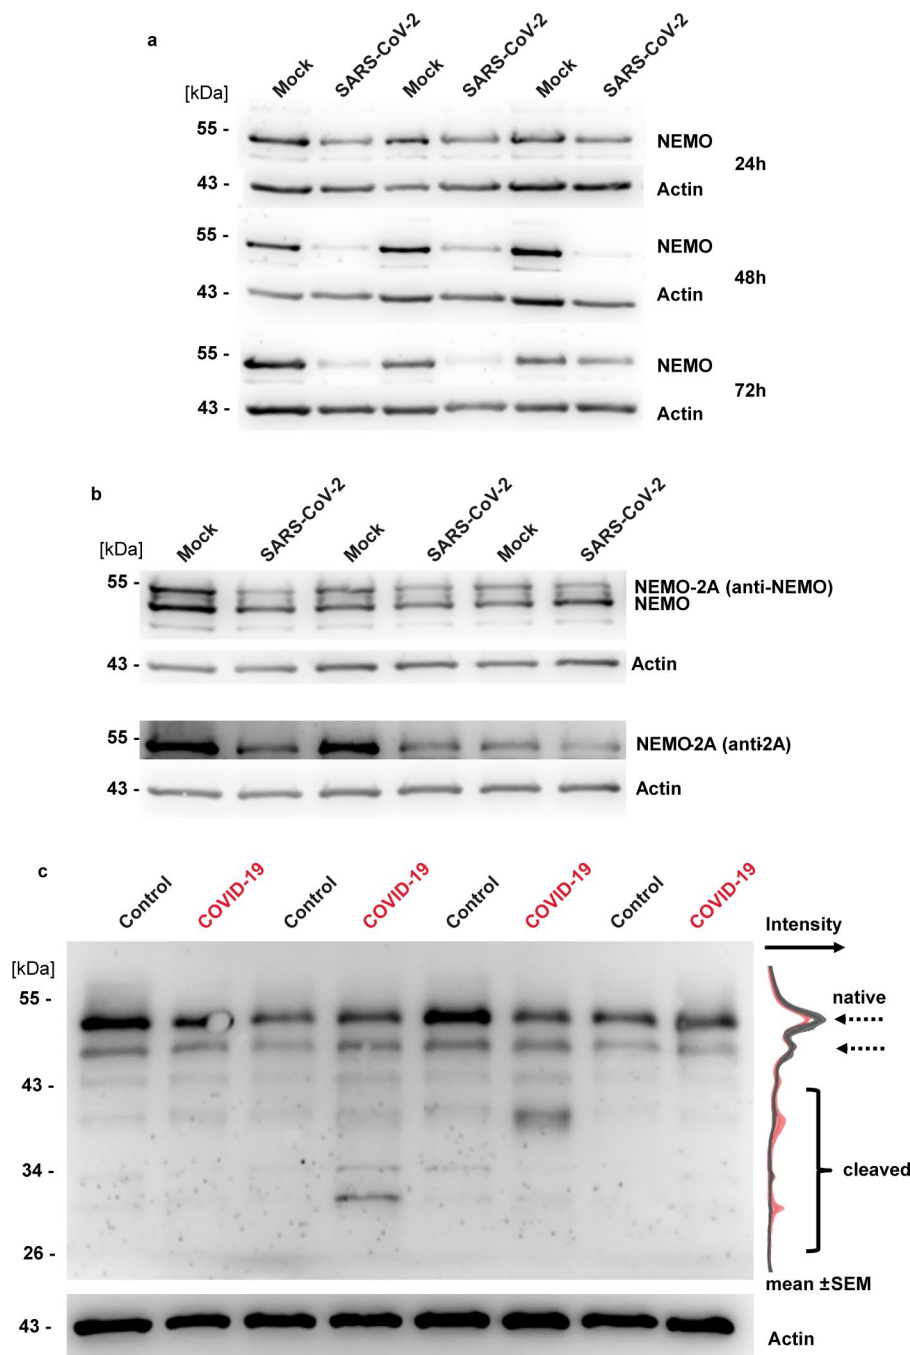 a
Mock SARS-CoV-2 Mock SARS-CoV-2 Mock SARS-CoV-2
[kDa]
55 -
NEMO
24h
43 -
Actin
55 -
NEMO
48h
43 -
Actin
55 -
NEMO
72h
43 -
Actin
b
Mock SARS-CoV-2 Mock SARS-CoV-2 Mock SARS-CoV-2
[kDa]
55 -
NEMO-2A (anti-NEMO)
NEMO
43 -
Actin
55 -
NEMO-2A (anti-2A)
43 -
Actin
c
Control COVID-19 Control COVID-19 Control COVID-19 Control COVID-19
Intensity
[kDa]
55 -
native
43 -
cleaved
34 -
26 -
mean ±SEM
43 -
Actin